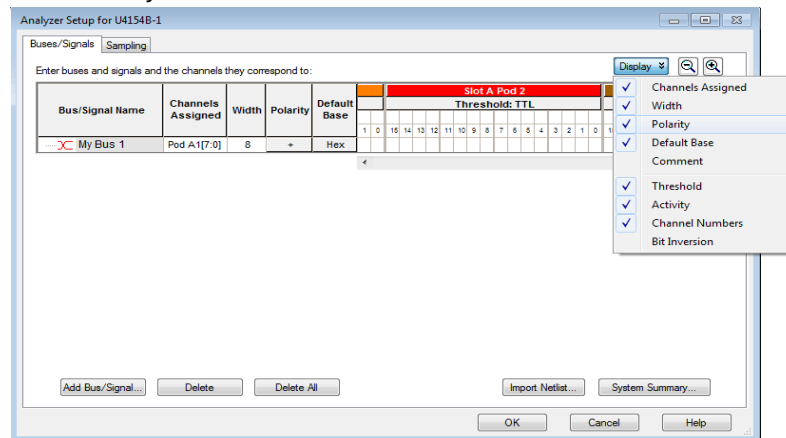 Analyzer Setup for U4154B-1
Buses/Signals Sampling
Enter buses and signals and the channels they correspond to:
Display
Bus/Signal Name Channels Assigned Width Polarity Default Base
Slot A Pod 2
Threshold: TTL
1 0 15 14 13 12 11 10 9 8 7 6 5 4 3 2 1 0
My Bus 1 Pod A1[7:0] 8 + Hex
Channels Assigned
Width
Polarity
Default Base
Comment
Threshold
Activity
Channel Numbers
Bit Inversion
Add Bus/Signal... Delete Delete All Import Netlist... System Summary...
OK Cancel Help